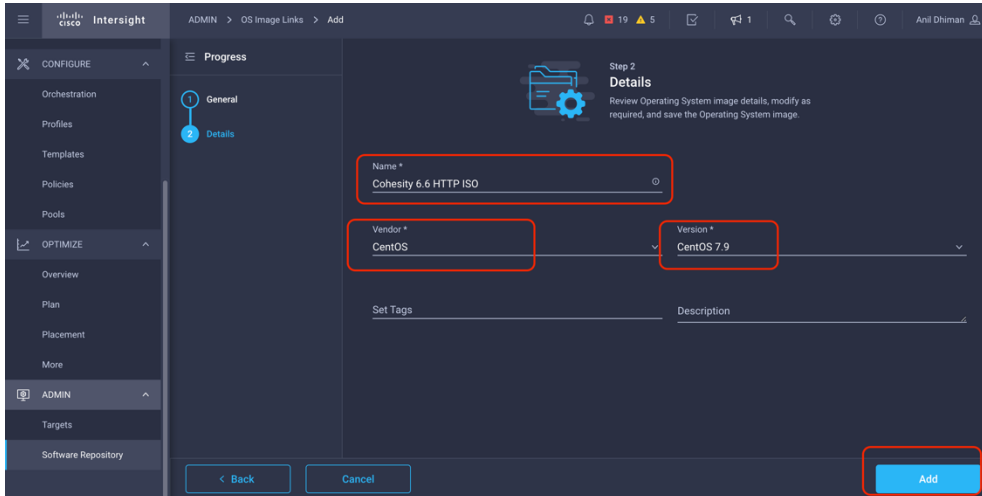 cisco Intersight
ADMIN > OS Image Links > Add
19 5 1 Anil Dhiman
CONFIGURE
Orchestration
Profiles
Templates
Policies
Pools
OPTIMIZE
Overview
Plan
Placement
More
ADMIN
Targets
Software Repository
Progress
1 General
2 Details
Step 2
Details
Review Operating System image details, modify as
required, and save the Operating System image.
Name *
Cohesity 6.6 HTTP ISO
Vendor *
CentOS
Version *
CentOS 7.9
Set Tags
Description
< Back
Cancel
Add